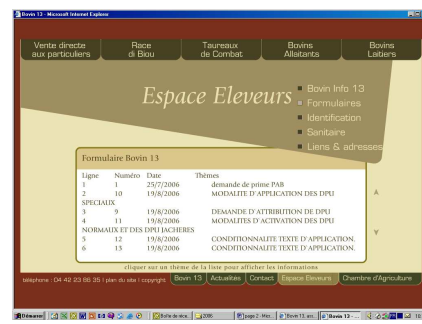 Bovin 13 - Microsoft Internet Explorer
Vente directe
aux particuliers
Race
di Biou
Taureaux
de Combat
Bovins
Allaitants
Bovins
Laitiers
Espace Eleveurs
Bovin Info 13
Formulaires
Identification
Sanitaire
Liens & adresses
Formulaire Bovin 13
Ligne Numéro Date Thèmes
1 1 25/7/2006 demande de prime PAB
2 10 19/8/2006 MODALITE D'APPLICATION DES DPU
SPECIAUX
3 9 19/8/2006 DEMANDE D'ATTRIBUTION DE DPU
4 11 19/8/2006 MODALITES D'ACTIVATION DES DPU
NORMAUX ET DES DPU JACHERES
5 12 19/8/2006 CONDITIONNALITE TEXTE D'APPLICATION.
6 13 19/8/2006 CONDITIONNALITE TEXTE D'APPLICATION.
cliquer sur un thème de la liste pour afficher les informations
téléphone : 04 42 23 86 35 I plan du site I copyright Bovin 13 Actualités Contact Espace Eleveurs Chambre d'Agriculture
Démarrer Boîte de réce... 2006 page 2 - Micr... Bovin 13, acc... Bovin 13 - ...